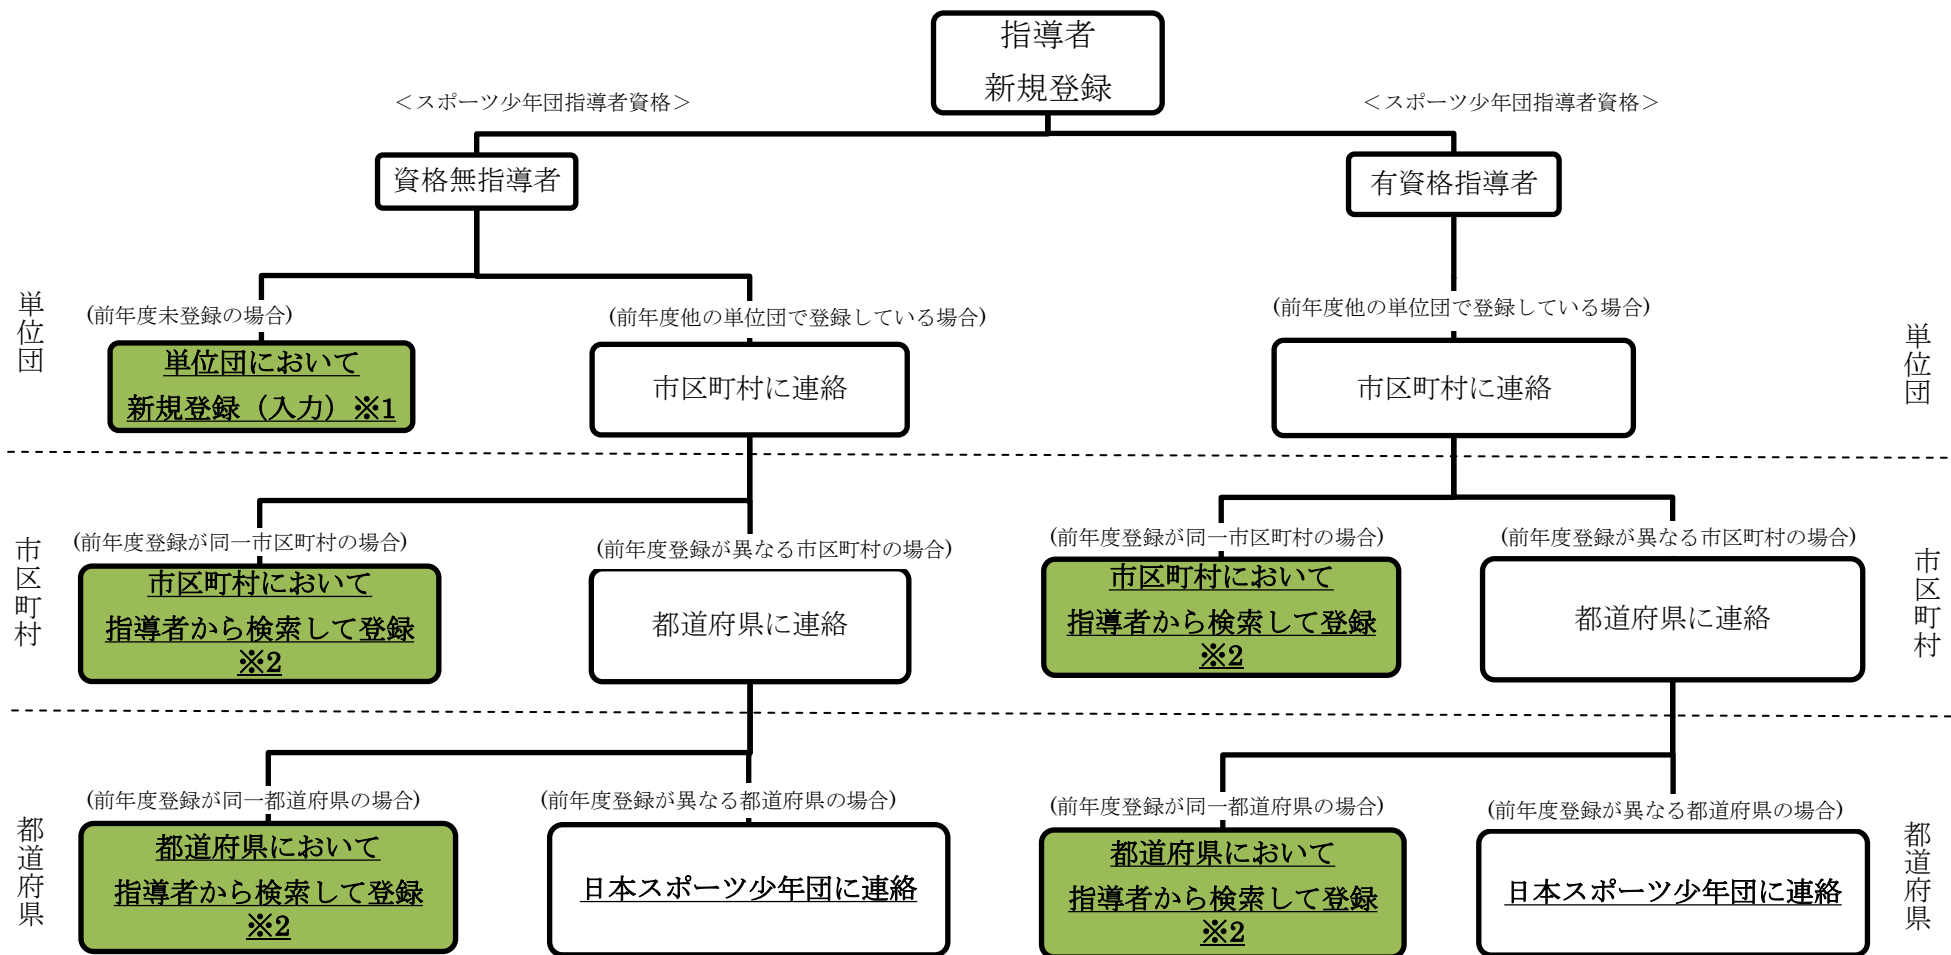 指導者
新規登録
＜スポーツ少年団指導者資格＞
＜スポーツ少年団指導者資格＞
資格無指導者
有資格指導者
単位団
(前年度未登録の場合)
(前年度他の単位団で登録している場合)
(前年度他の単位団で登録している場合)
単位団
単位団において
新規登録（入力）※1
市区町村に連絡
市区町村に連絡
市区町村
(前年度登録が同一市区町村の場合)
(前年度登録が異なる市区町村の場合)
(前年度登録が同一市区町村の場合)
(前年度登録が異なる市区町村の場合)
市区町村
市区町村において
指導者から検索して登録
※2
都道府県に連絡
市区町村において
指導者から検索して登録
※2
都道府県に連絡
都道府県
(前年度登録が同一都道府県の場合)
(前年度登録が異なる都道府県の場合)
(前年度登録が同一都道府県の場合)
(前年度登録が異なる都道府県の場合)
都道府県
都道府県において
指導者から検索して登録
※2
日本スポーツ少年団に連絡
都道府県において
指導者から検索して登録
※2
日本スポーツ少年団に連絡